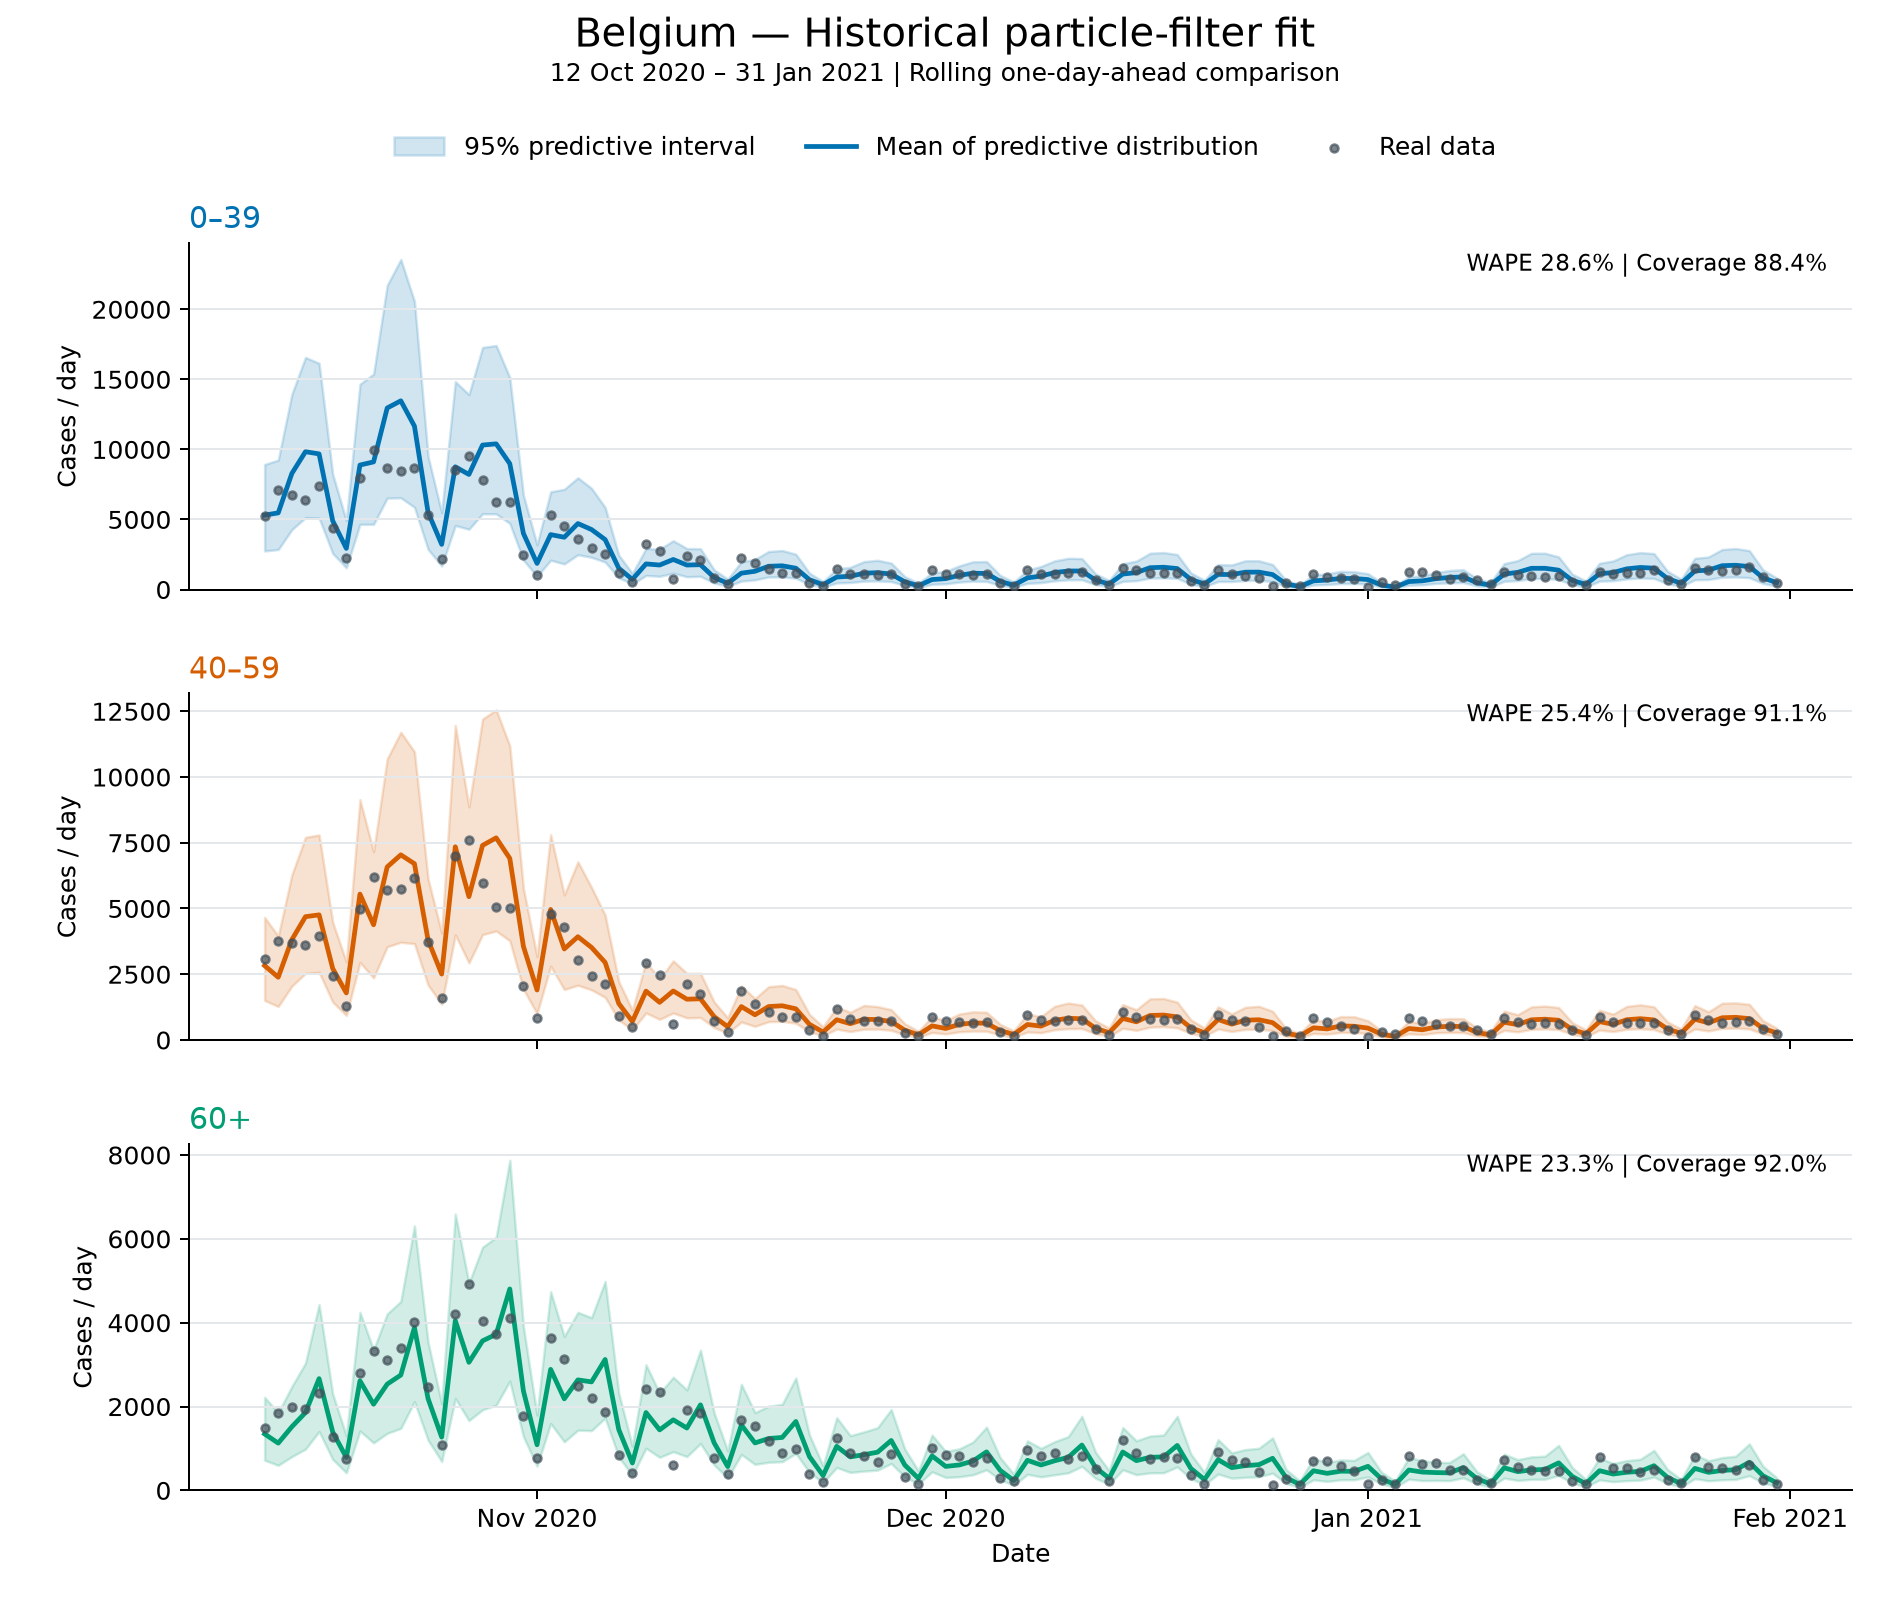 Belgium — Historical particle-filter fit
12 Oct 2020 – 31 Jan 2021 | Rolling one-day-ahead comparison
95% predictive interval
Mean of predictive distribution
Real data
0–39
WAPE 28.6% | Coverage 88.4%
Cases / day
20000
15000
10000
5000
0
40–59
WAPE 25.4% | Coverage 91.1%
Cases / day
12500
10000
7500
5000
2500
0
60+
WAPE 23.3% | Coverage 92.0%
Cases / day
8000
6000
4000
2000
0
Nov 2020
Dec 2020
Jan 2021
Feb 2021
Date